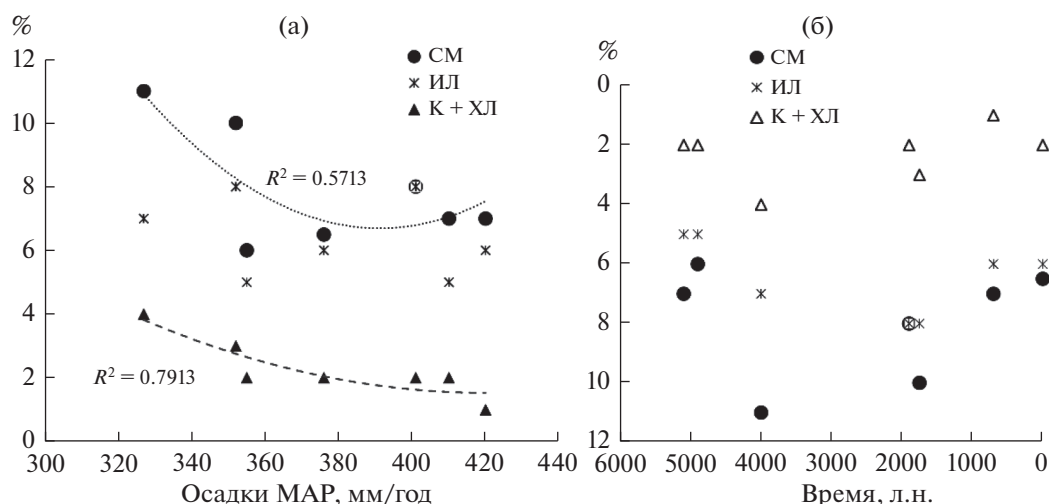 (а)
%
СМ
ИЛ
К + ХЛ
12
10
8
6
4
2
0
R² = 0.5713
R² = 0.7913
300 320 340 360 380 400 420 440
Осадки МАР, мм/год
(б)
%
СМ
ИЛ
К + ХЛ
0
2
4
6
8
10
12
6000 5000 4000 3000 2000 1000 0
Время, л.н.